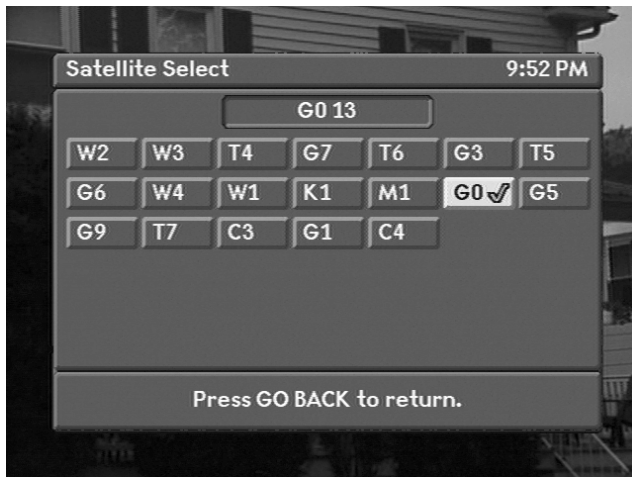 Satellite Select 9:52 PM
G0 13
W2 W3 T4 G7 T6 G3 T5
G6 W4 W1 K1 M1 G0 G5
G9 T7 C3 G1 C4
Press GO BACK to return.